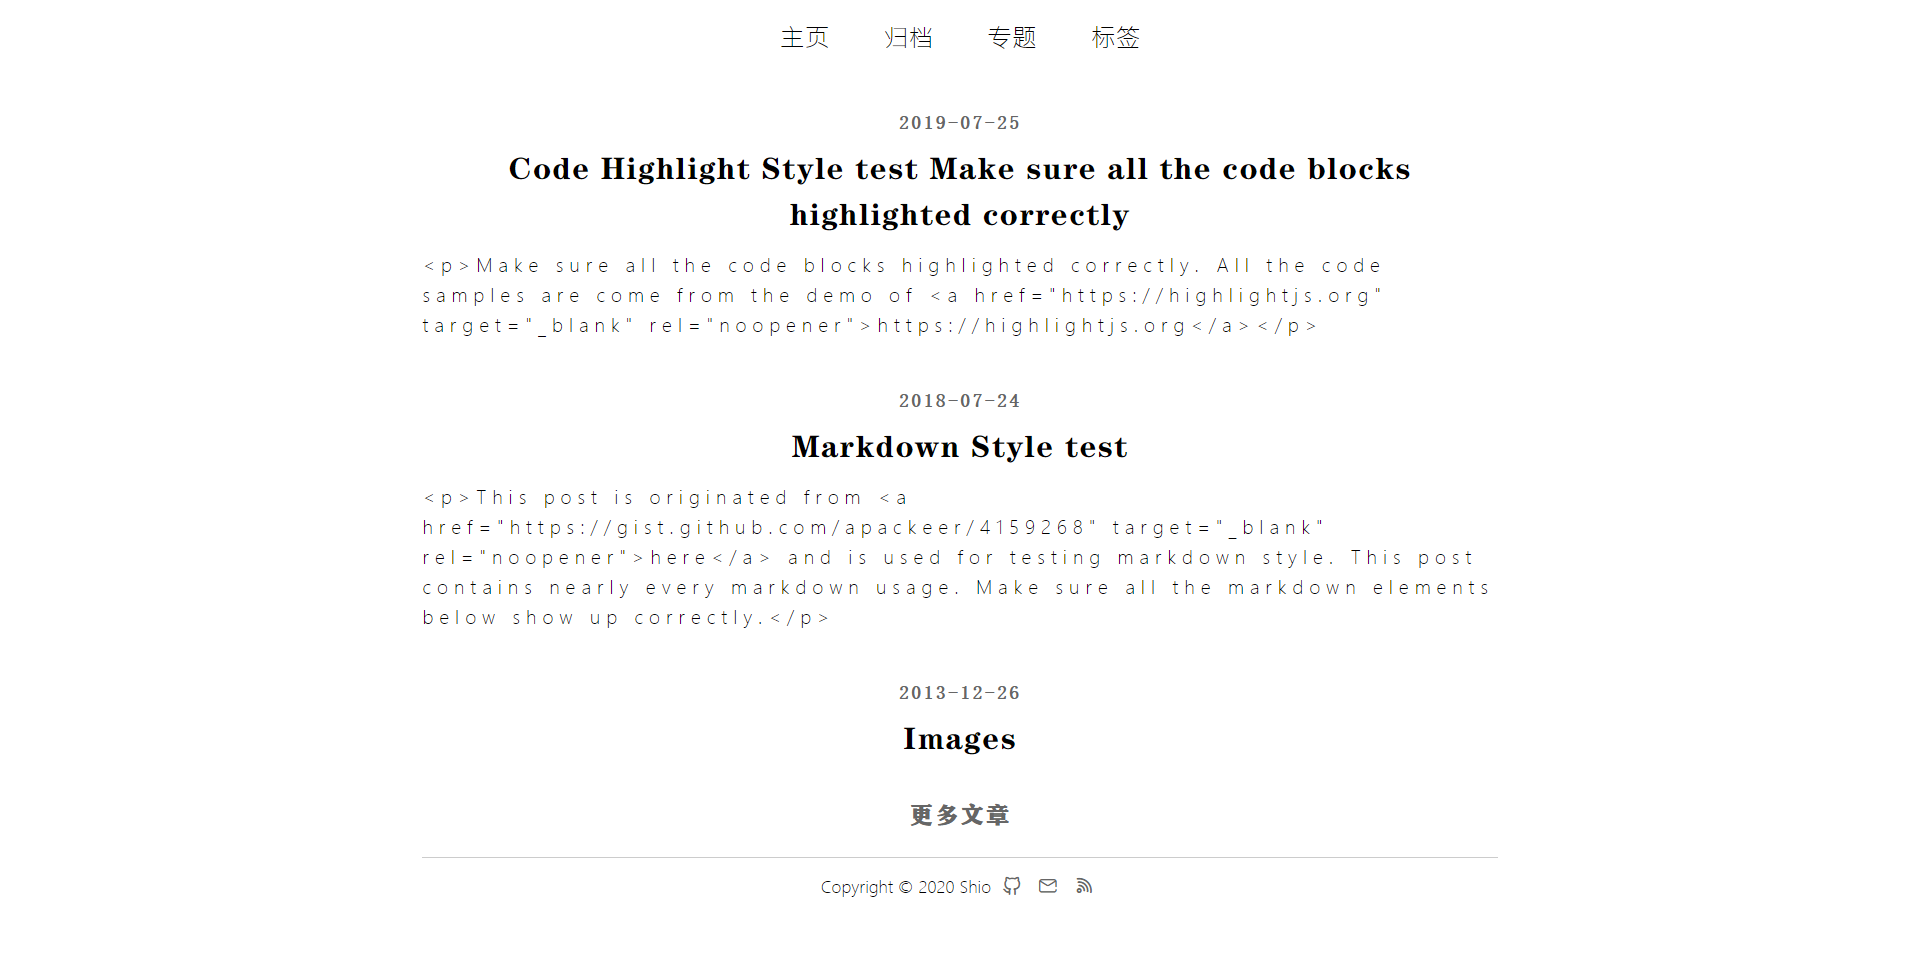 主页 归档 专题 标签
2019-07-25
Code Highlight Style test Make sure all the code blocks
highlighted correctly
<p>Make sure all the code blocks highlighted correctly. All the code
samples are come from the demo of <a href="https://highlightjs.org"
target="_blank" rel="noopener">https://highlightjs.org</a></p>
2018-07-24
Markdown Style test
<p>This post is originated from <a
href="https://gist.github.com/apackeer/4159268" target="_blank"
rel="noopener">here</a> and is used for testing markdown style. This post
contains nearly every markdown usage. Make sure all the markdown elements
below show up correctly.</p>
2013-12-26
Images
更多文章
Copyright © 2020 Shio